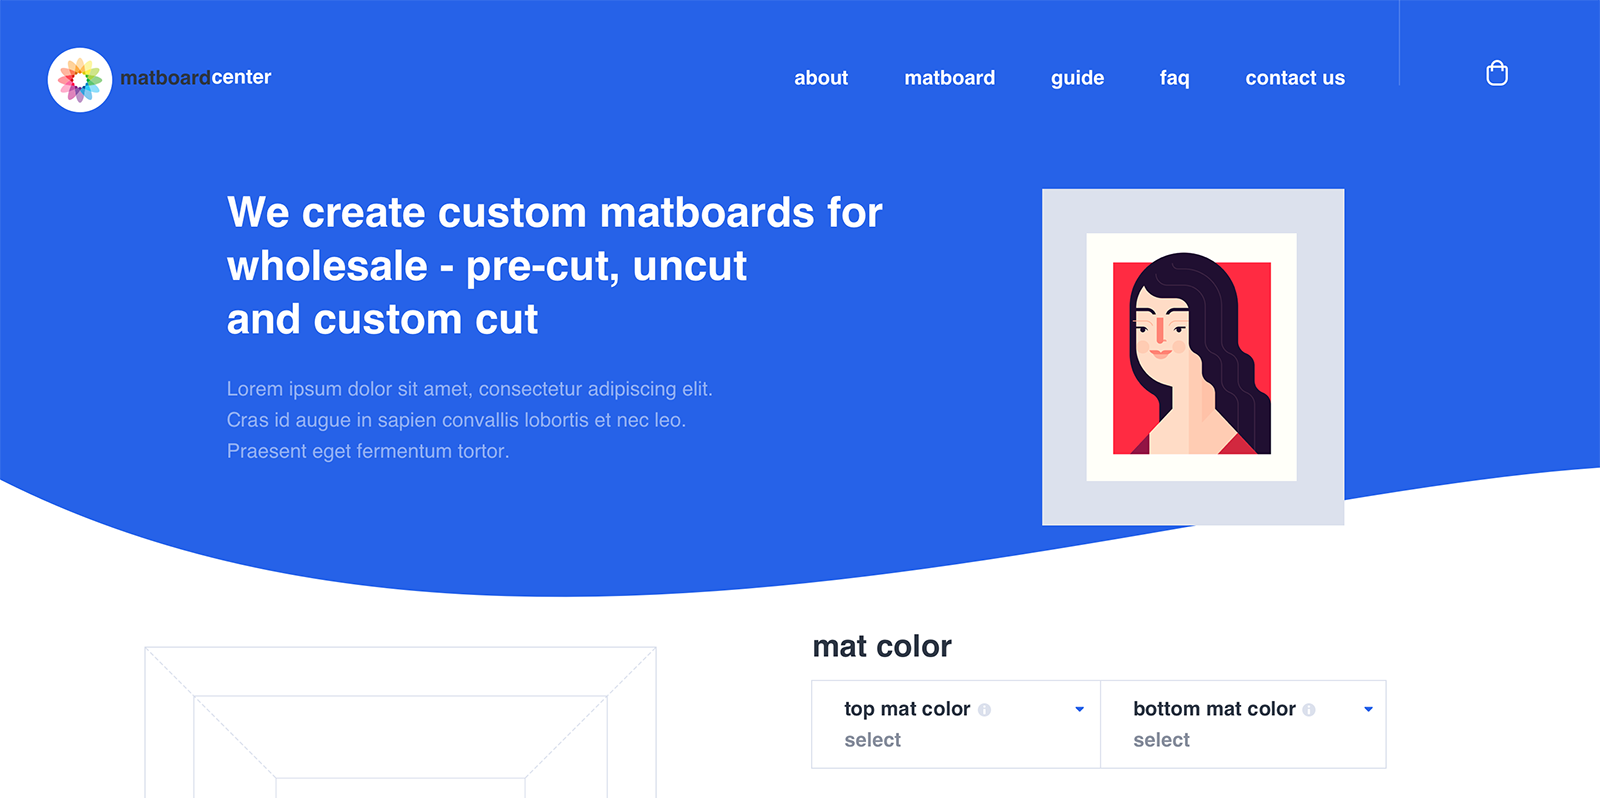 matboardcenter
about matboard guide faq contact us
We create custom matboards for
wholesale - pre-cut, uncut
and custom cut
Lorem ipsum dolor sit amet, consectetur adipiscing elit.
Cras id augue in sapien convallis lobortis et nec leo.
Praesent eget fermentum tortor.
mat color
top mat color
select
bottom mat color
select